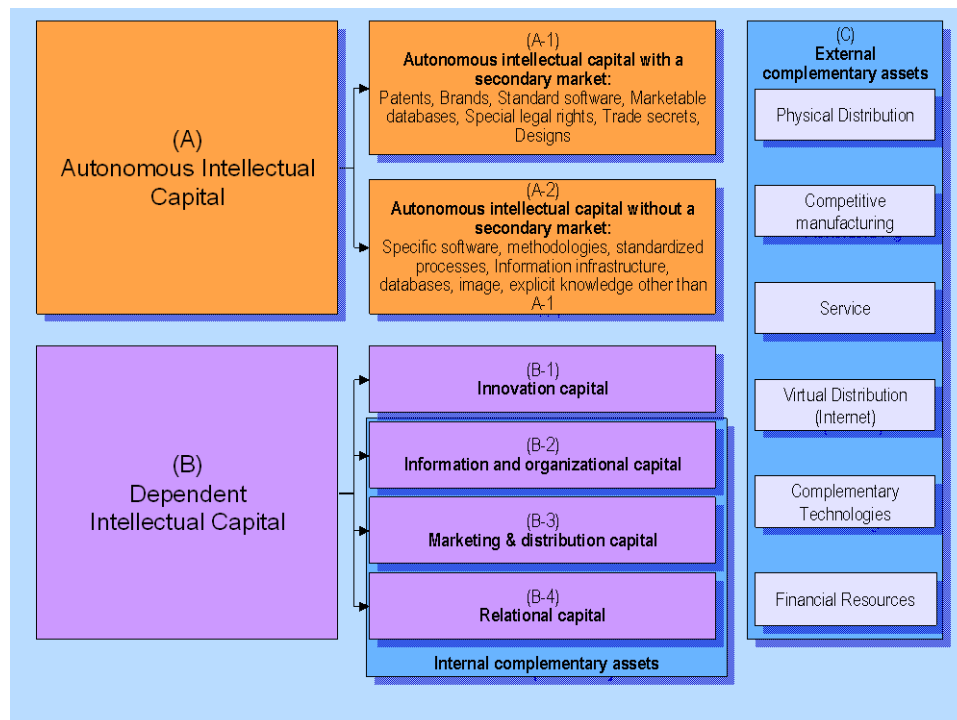 (A)
Autonomous Intellectual
Capital
(A-1)
Autonomous intellectual capital with a
secondary market:
Patents, Brands, Standard software, Marketable
databases, Special legal rights, Trade secrets,
Designs
(A-2)
Autonomous intellectual capital without a
secondary market:
Specific software, methodologies, standardized
processes, Information infrastructure,
databases, image, explicit knowledge other than
A-1
(B)
Dependent
Intellectual Capital
(B-1)
Innovation capital
(B-2)
Information and organizational capital
(B-3)
Marketing & distribution capital
(B-4)
Relational capital
Internal complementary assets
(C)
External
complementary assets
Physical Distribution
Competitive
manufacturing
Service
Virtual Distribution
(Internet)
Complementary
Technologies
Financial Resources